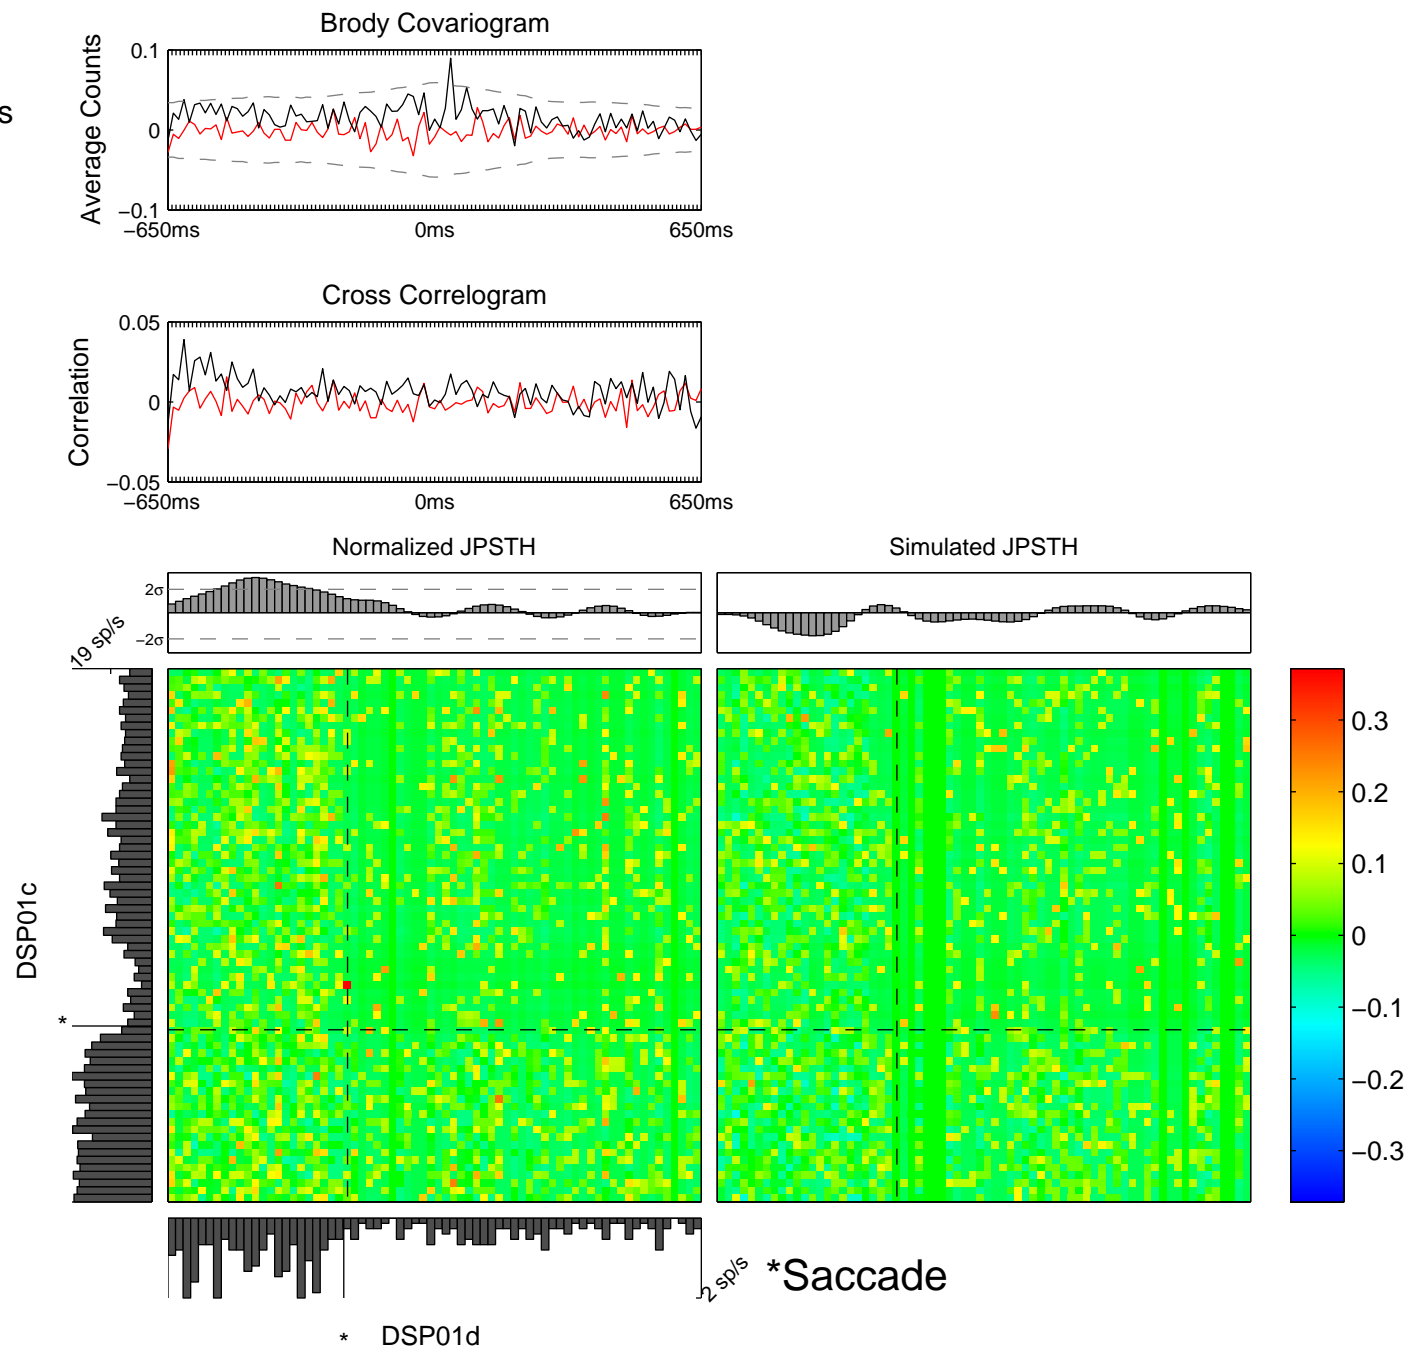 Brody Covariogram
s
Average Counts
0.1
0
−0.1
−650ms
0ms
650ms
Cross Correlogram
Correlation
0.05
0
−0.05
−650ms
0ms
650ms
Normalized JPSTH
Simulated JPSTH
2σ
−2σ
19 sp/s
DSP01c
*
0.3
0.2
0.1
0
−0.1
−0.2
−0.3
2 sp/s
*Saccade
* DSP01d